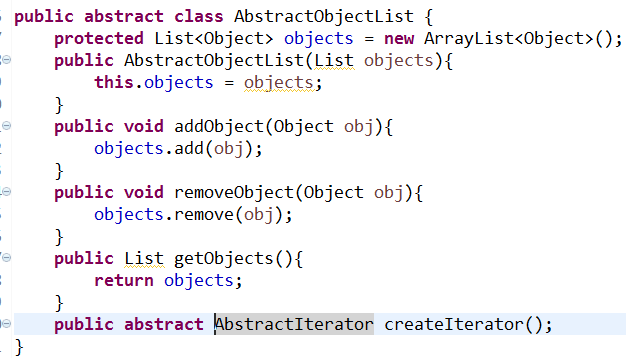 public abstract class AbstractObjectList {
    protected List<Object> objects = new ArrayList<Object>();
    public AbstractObjectList(List objects){
        this.objects = objects;
    }
    public void addObject(Object obj){
        objects.add(obj);
    }
    public void removeObject(Object obj){
        objects.remove(obj);
    }
    public List getObjects(){
        return objects;
    }
    public abstract AbstractIterator createIterator();
}